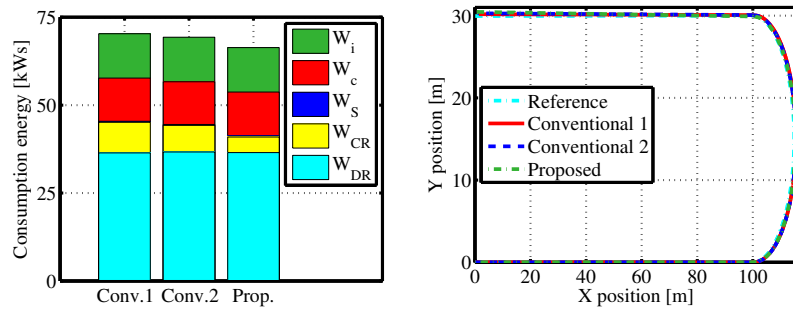 Consumption energy [kWs]
75
50
25
0
Conv.1 Conv.2 Prop.
W_i
W_c
W_S
W_CR
W_DR
Y position [m]
30
20
10
0
0 20 40 60 80 100
X position [m]
Reference
Conventional 1
Conventional 2
Proposed